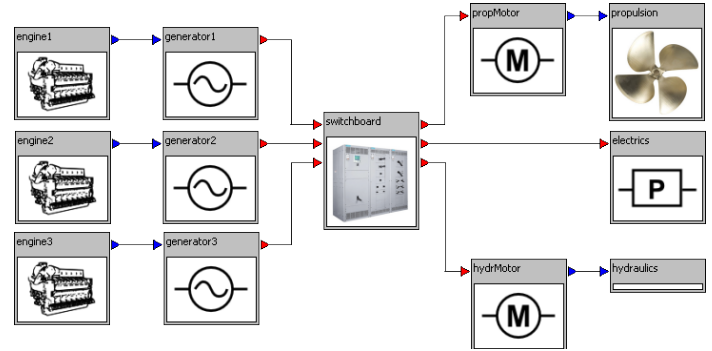 propMotor
propulsion
engine1
generator1
M
switchboard
engine2
generator2
electrics
P
engine3
generator3
hydrMotor
hydraulics
M